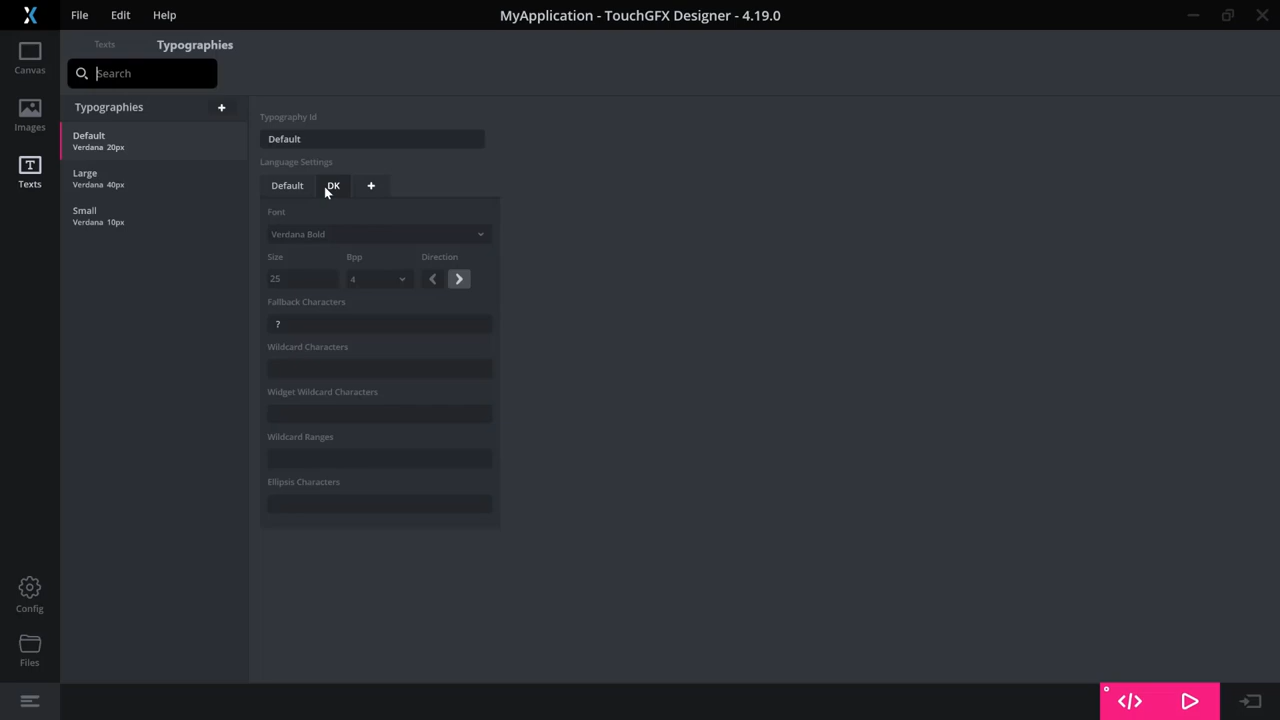 File Edit Help
MyApplication - TouchGFX Designer - 4.19.0
Canvas
Images
Texts
Config
Files
Texts Typographies
Search
Typographies +
Default
Verdana 20px
Large
Verdana 40px
Small
Verdana 10px
Typography Id
Default
Language Settings
Default DK +
Font
Verdana Bold
Size Bpp Direction
25 4
Fallback Characters
?
Wildcard Characters
Widget Wildcard Characters
Wildcard Ranges
Ellipsis Characters